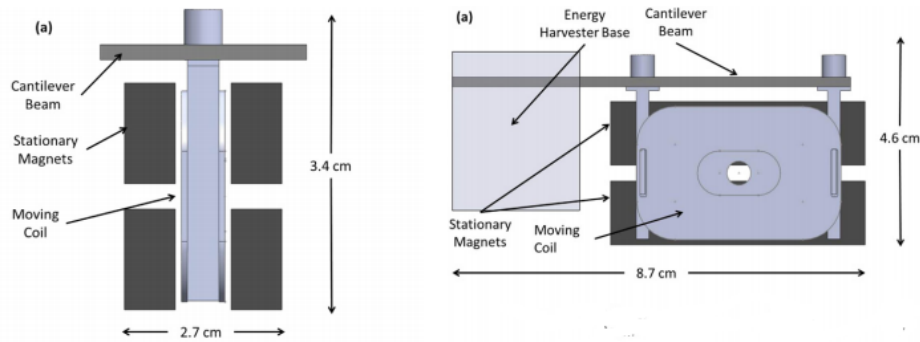 (a)
Cantilever
Beam
Stationary
Magnets
Moving
Coil
3.4 cm
2.7 cm
(a)
Energy
Harvester Base
Cantilever
Beam
4.6 cm
Stationary
Magnets
Moving
Coil
8.7 cm